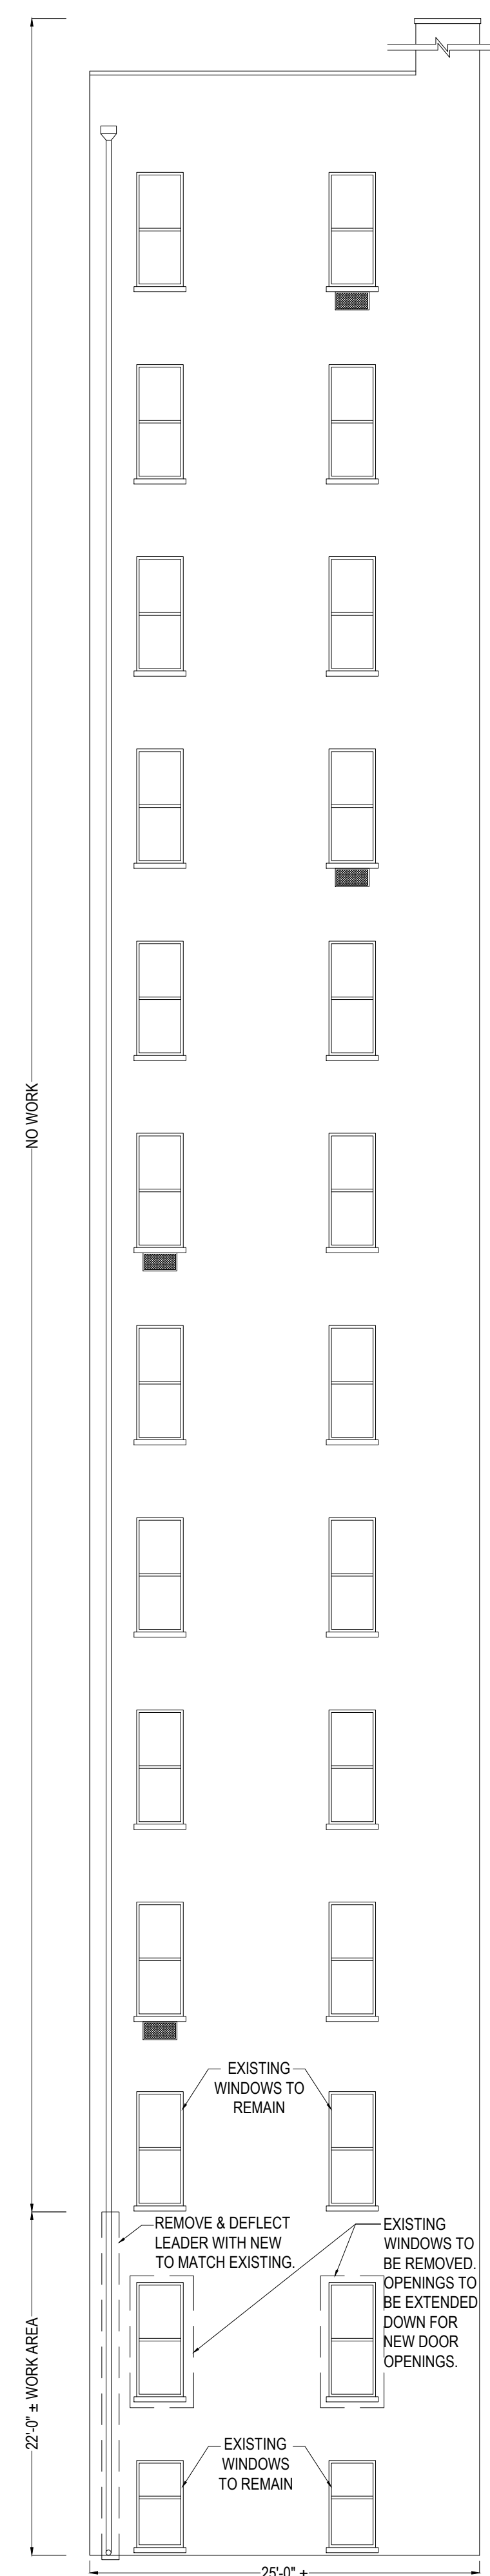 NO WORK
EXISTING
WINDOWS TO
REMAIN
REMOVE & DEFLECT
LEADER WITH NEW
TO MATCH EXISTING.
EXISTING
WINDOWS TO
BE REMOVED.
OPENINGS TO
BE EXTENDED
DOWN FOR
NEW DOOR
OPENINGS.
22'-0" ± WORK AREA
EXISTING
WINDOWS
TO REMAIN
25'-0" ±